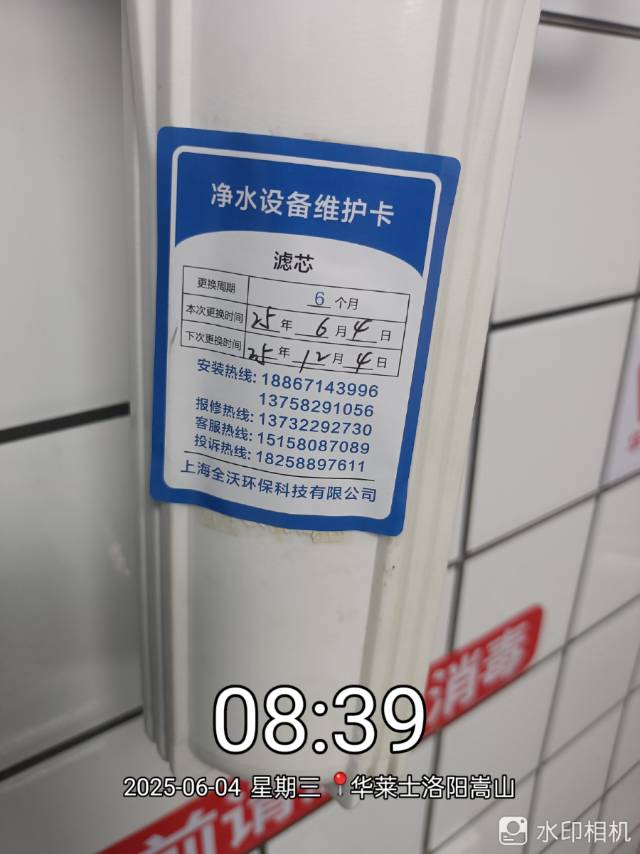 净水设备维护卡
滤芯
更换周期 6 个月
本次更换时间 25 年 6 月 4 日
下次更换时间 25 年 12 月 4 日
安装热线: 18867143996
13758291056
报修热线: 13732292730
客服热线: 15158087089
投诉热线: 18258897611
上海全沃环保科技有限公司
消毒
前消
08:39
2025-06-04 星期三 华莱士洛阳嵩山
水印相机